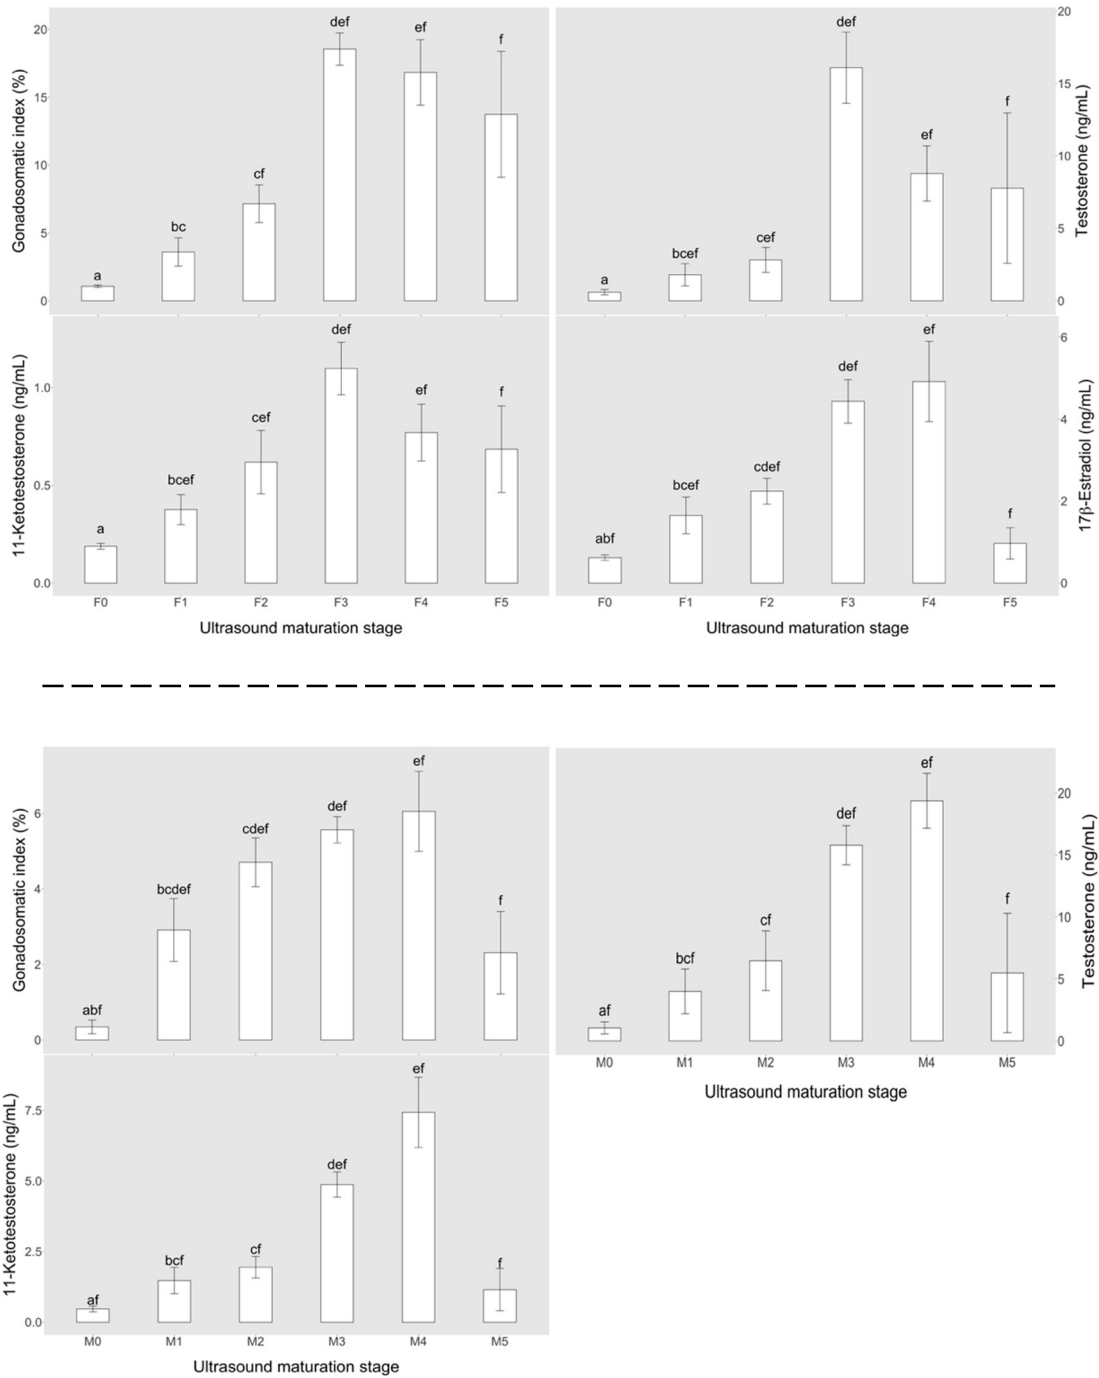 Gonadosomatic index (%)
20
15
10
5
0
a
bc
cf
def
ef
f
Testosterone (ng/mL)
20
15
10
5
0
a
bcef
cef
def
ef
f
11-Ketotestosterone (ng/mL)
1.0
0.5
0.0
a
bcef
cef
def
ef
f
F0 F1 F2 F3 F4 F5
Ultrasound maturation stage
17β-Estradiol (ng/mL)
6
4
2
0
abf
bcef
cdef
def
ef
f
F0 F1 F2 F3 F4 F5
Ultrasound maturation stage
Gonadosomatic index (%)
6
4
2
0
abf
bcdef
cdef
def
ef
f
Testosterone (ng/mL)
20
15
10
5
0
af
bcf
cf
def
ef
f
M0 M1 M2 M3 M4 M5
Ultrasound maturation stage
11-Ketotestosterone (ng/mL)
7.5
5.0
2.5
0.0
af
bcf
cf
def
ef
f
M0 M1 M2 M3 M4 M5
Ultrasound maturation stage